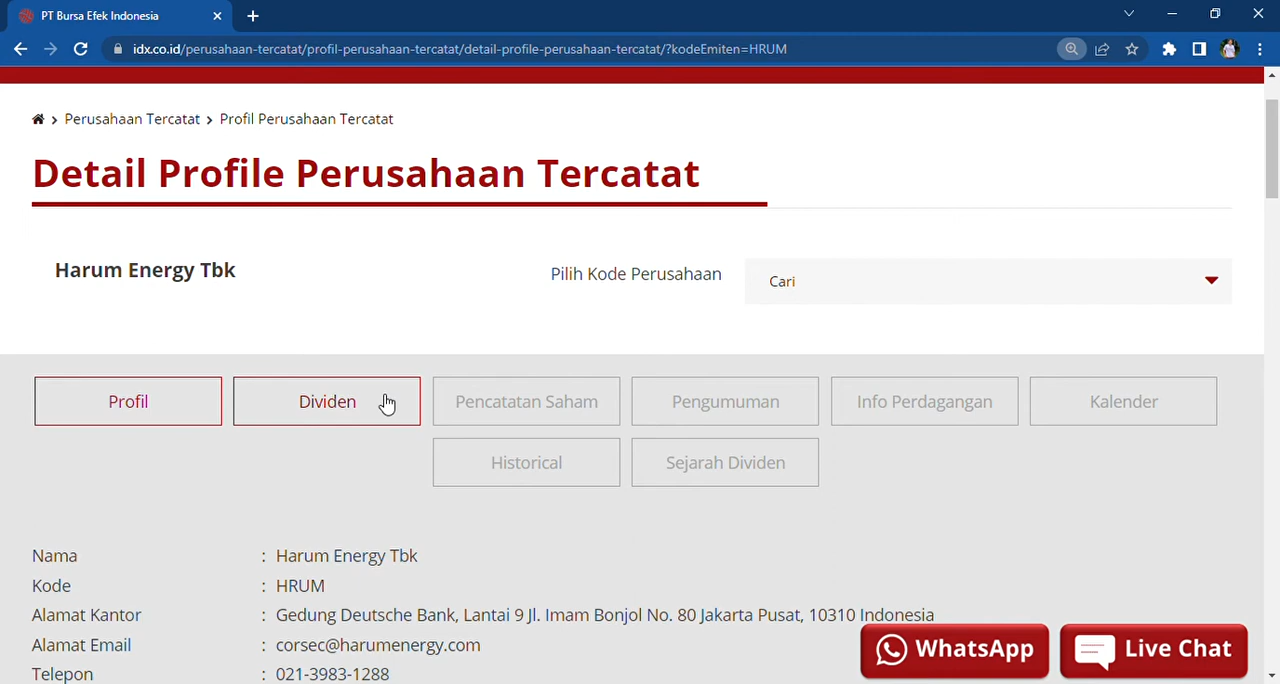 PT Bursa Efek Indonesia
idx.co.id/perusahaan-tercatat/profil-perusahaan-tercatat/detail-profile-perusahaan-tercatat/?kodeEmiten=HRUM
Perusahaan Tercatat > Profil Perusahaan Tercatat
Detail Profile Perusahaan Tercatat
Harum Energy Tbk
Pilih Kode Perusahaan
Cari
Profil
Dividen
Pencatatan Saham
Pengumuman
Info Perdagangan
Kalender
Historical
Sejarah Dividen
Nama : Harum Energy Tbk
Kode : HRUM
Alamat Kantor : Gedung Deutsche Bank, Lantai 9 Jl. Imam Bonjol No. 80 Jakarta Pusat, 10310 Indonesia
Alamat Email : corsec@harumenergy.com
Telepon : 021-3983-1288
WhatsApp
Live Chat